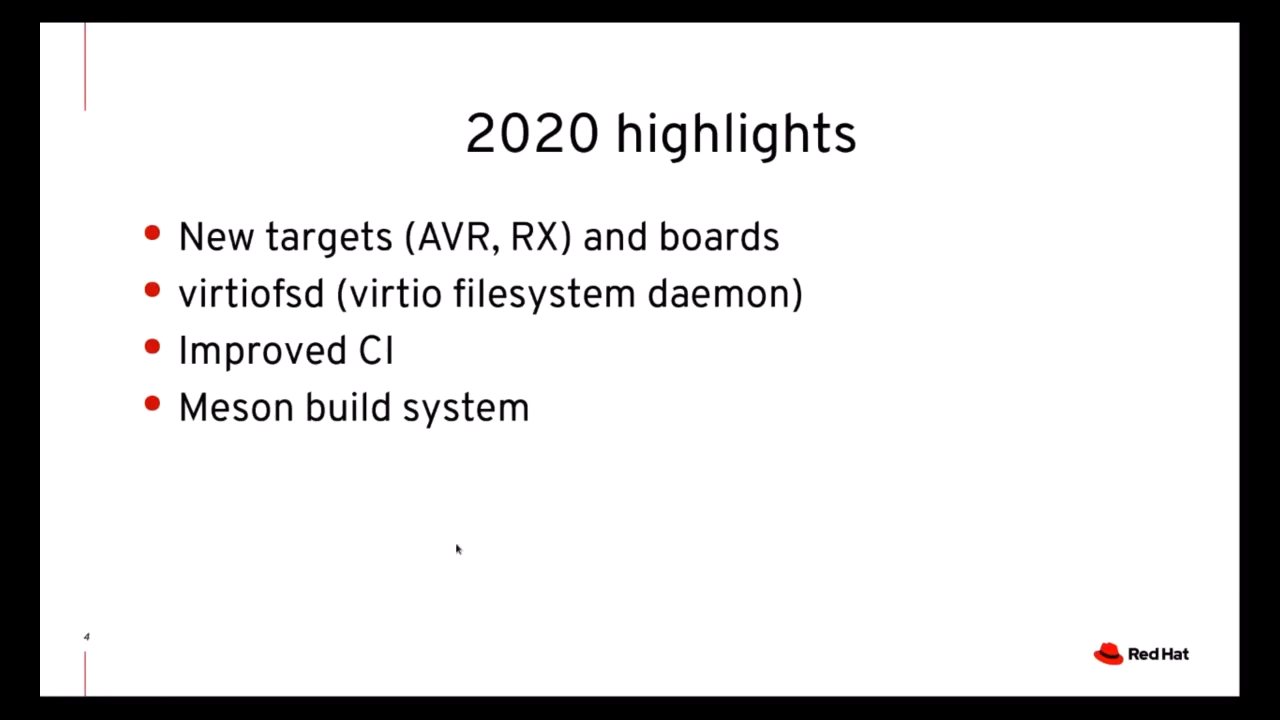 2020 highlights
• New targets (AVR, RX) and boards
• virtiofsd (virtio filesystem daemon)
• Improved CI
• Meson build system
4
Red Hat